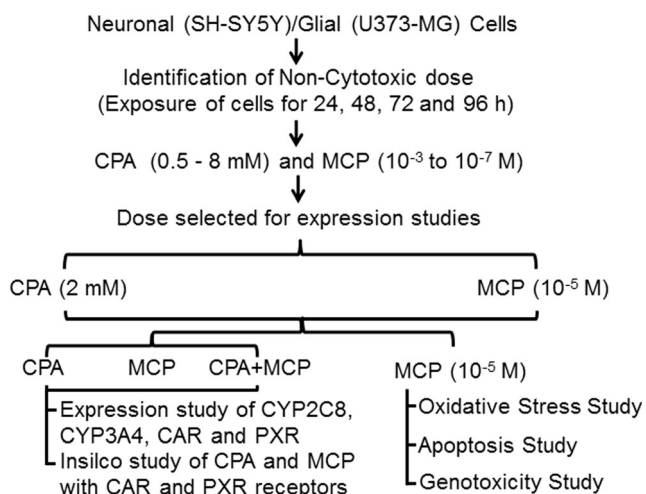 Neuronal (SH-SY5Y)/Glial (U373-MG) Cells
Identification of Non-Cytotoxic dose
(Exposure of cells for 24, 48, 72 and 96 h)
CPA (0.5 - 8 mM) and MCP (10⁻³ to 10⁻⁷ M)
Dose selected for expression studies
CPA (2 mM)
MCP (10⁻⁵ M)
CPA
MCP
CPA+MCP
Expression study of CYP2C8,
CYP3A4, CAR and PXR
Insilco study of CPA and MCP
with CAR and PXR receptors
MCP (10⁻⁵ M)
Oxidative Stress Study
Apoptosis Study
Genotoxicity Study